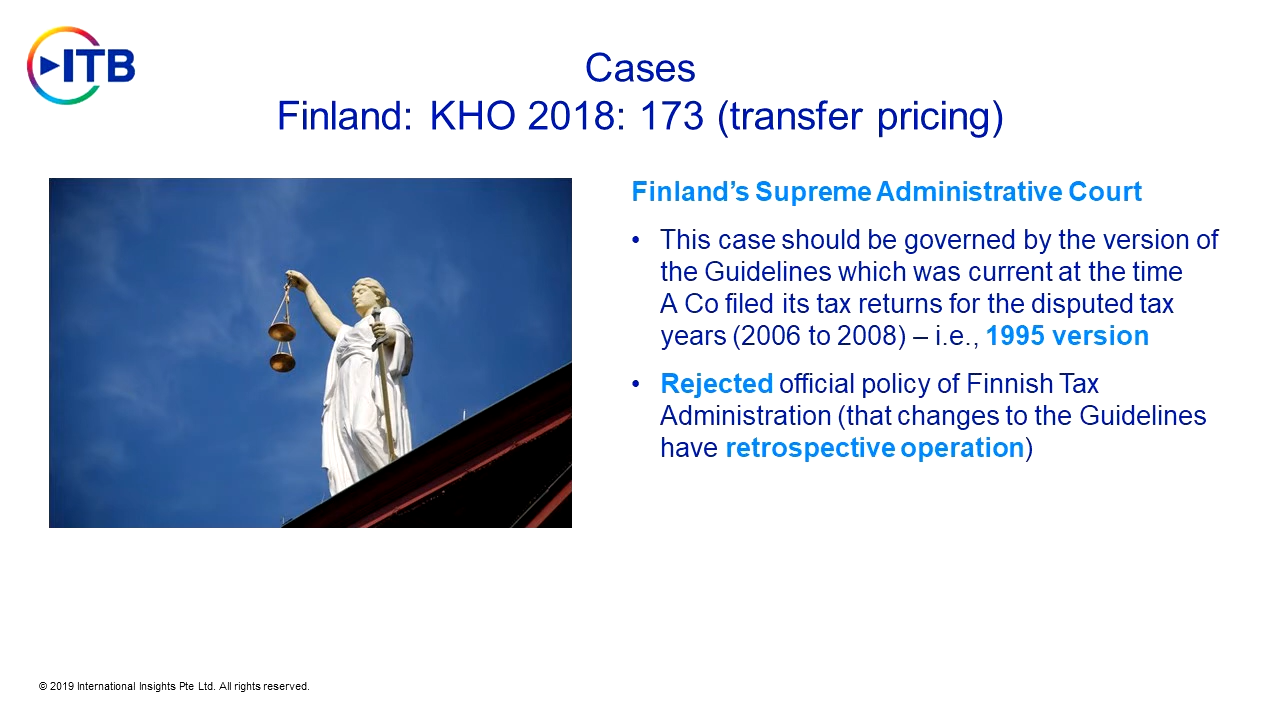 ITB
Cases
Finland: KHO 2018: 173 (transfer pricing)
Finland’s Supreme Administrative Court
• This case should be governed by the version of
the Guidelines which was current at the time
A Co filed its tax returns for the disputed tax
years (2006 to 2008) – i.e., 1995 version
• Rejected official policy of Finnish Tax
Administration (that changes to the Guidelines
have retrospective operation)
© 2019 International Insights Pte Ltd. All rights reserved.